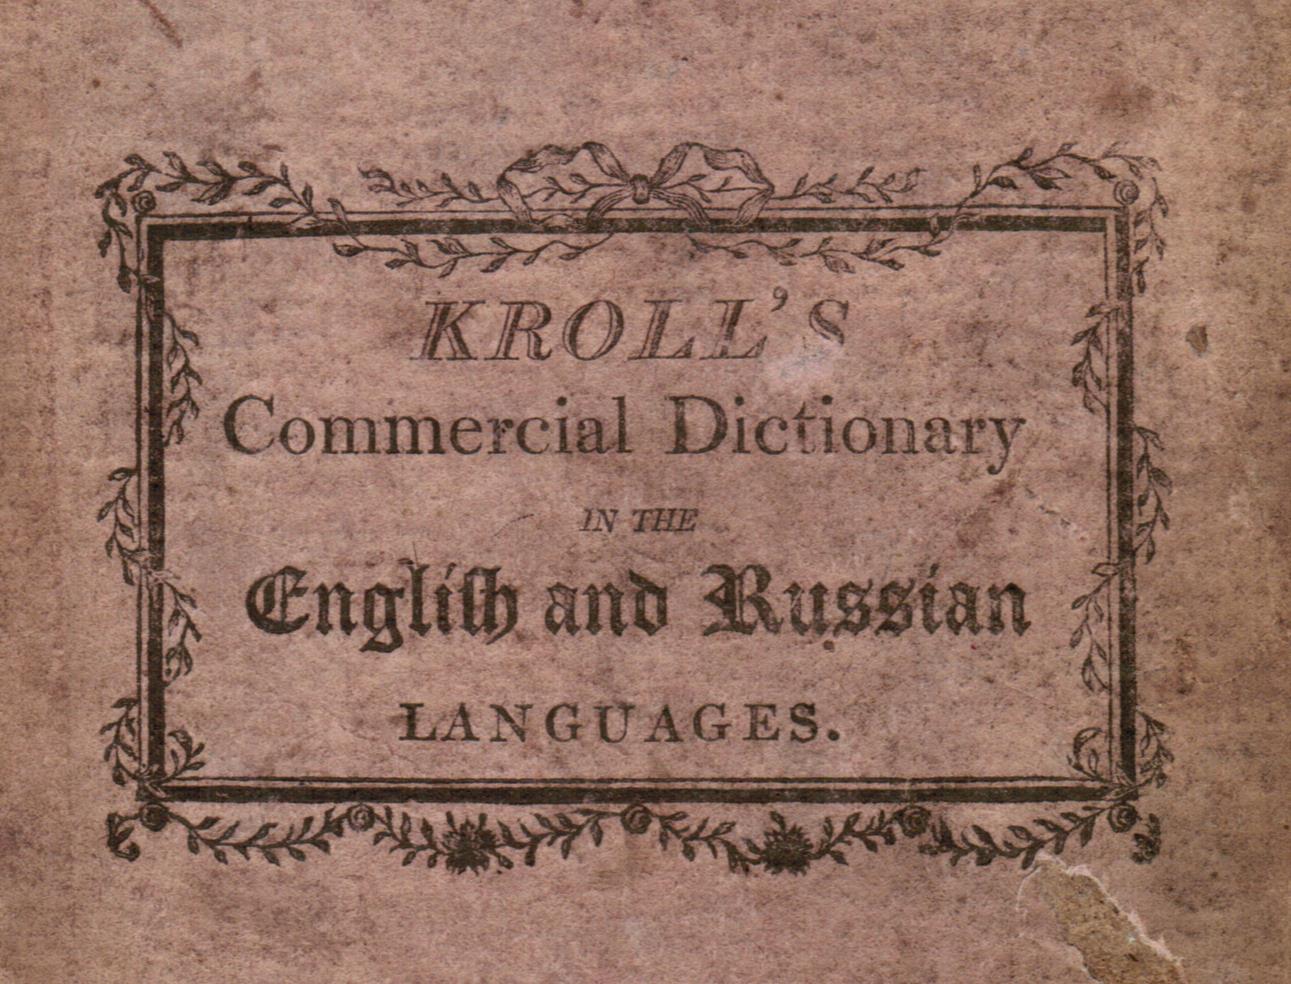 KROLL'S
Commercial Dictionary
IN THE
Engliſh and Russian
LANGUAGES.